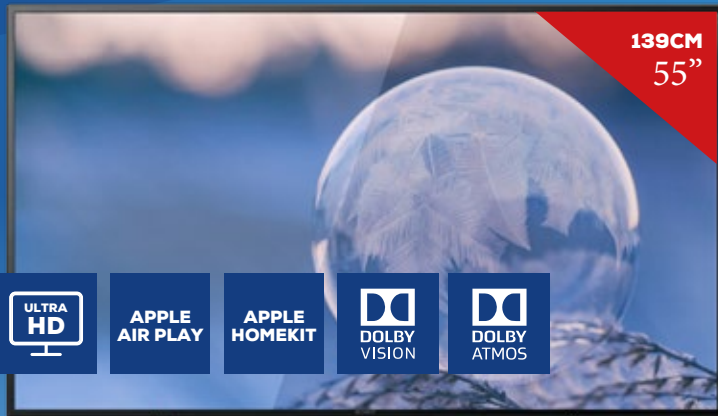 139CM
55”
ULTRA
HD
APPLE
AIR PLAY
APPLE
HOMEKIT
DOLBY
VISION
DOLBY
ATMOS